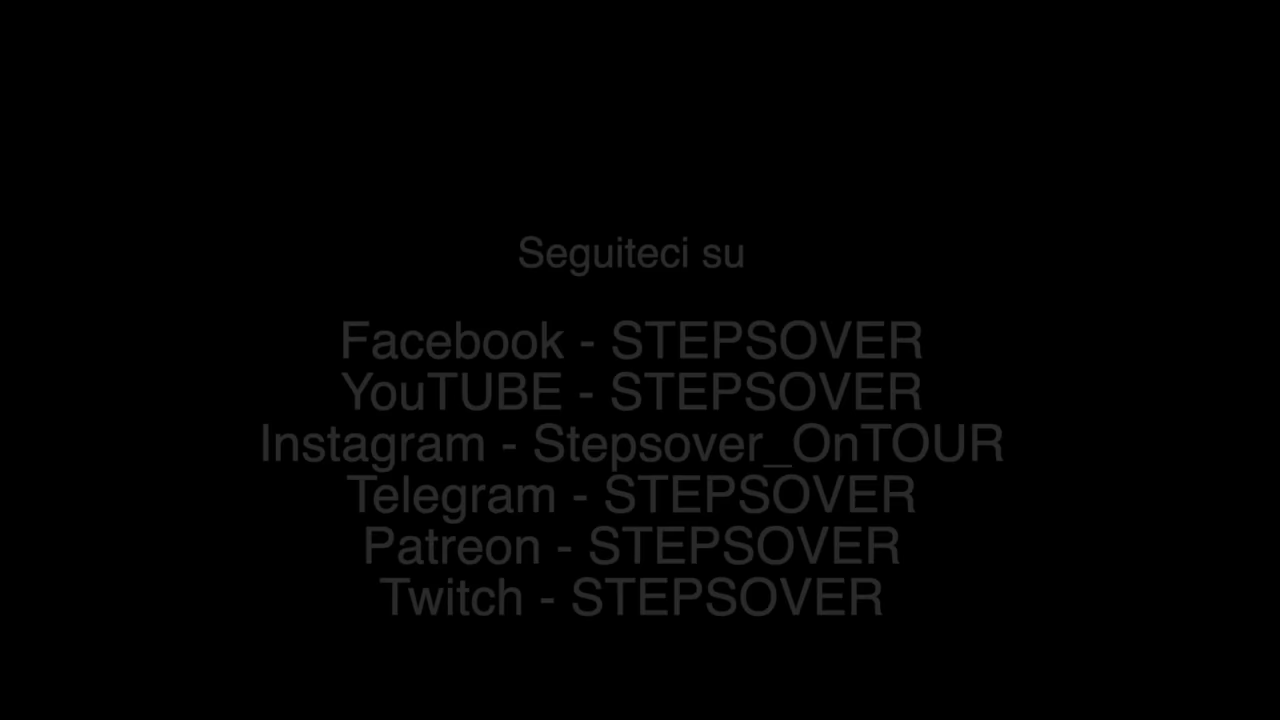 Seguiteci su
Facebook - STEPSOVER
YouTUBE - STEPSOVER
Instagram - Stepsover_OnTOUR
Telegram - STEPSOVER
Patreon - STEPSOVER
Twitch - STEPSOVER